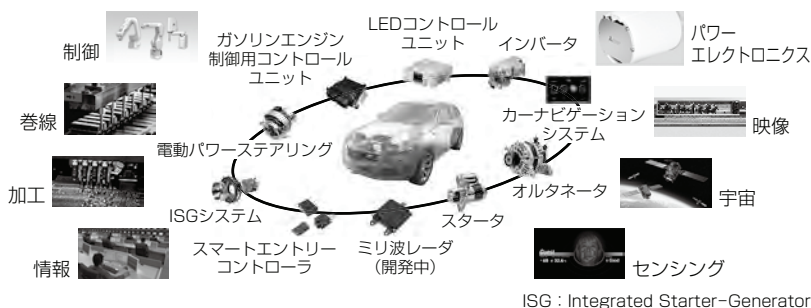 制御
ガソリンエンジン
制御用コントロール
ユニット
LEDコントロール
ユニット
インバータ
パワー
エレクトロニクス
巻線
電動パワーステアリング
カーナビゲーション
システム
映像
加工
ISGシステム
オルタネータ
宇宙
スタータ
情報
スマートエントリー
コントローラ
ミリ波レーダ
(開発中)
センシング
ISG：Integrated Starter-Generator